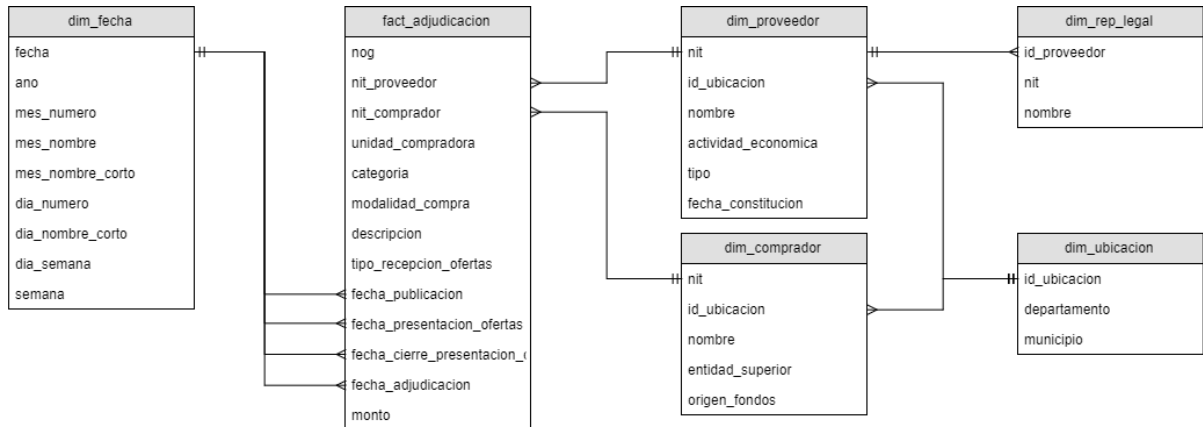 dim_fecha
fecha
ano
mes_numero
mes_nombre
mes_nombre_corto
dia_numero
dia_nombre_corto
dia_semana
semana
fact_adjudicacion
nog
nit_proveedor
nit_comprador
unidad_compradora
categoria
modalidad_compra
descripcion
tipo_recepcion_ofertas
fecha_publicacion
fecha_presentacion_ofertas
fecha_cierre_presentacion_
fecha_adjudicacion
monto
dim_proveedor
nit
id_ubicacion
nombre
actividad_economica
tipo
fecha_constitucion
dim_comprador
nit
id_ubicacion
nombre
entidad_superior
origen_fondos
dim_rep_legal
id_proveedor
nit
nombre
dim_ubicacion
id_ubicacion
departamento
municipio